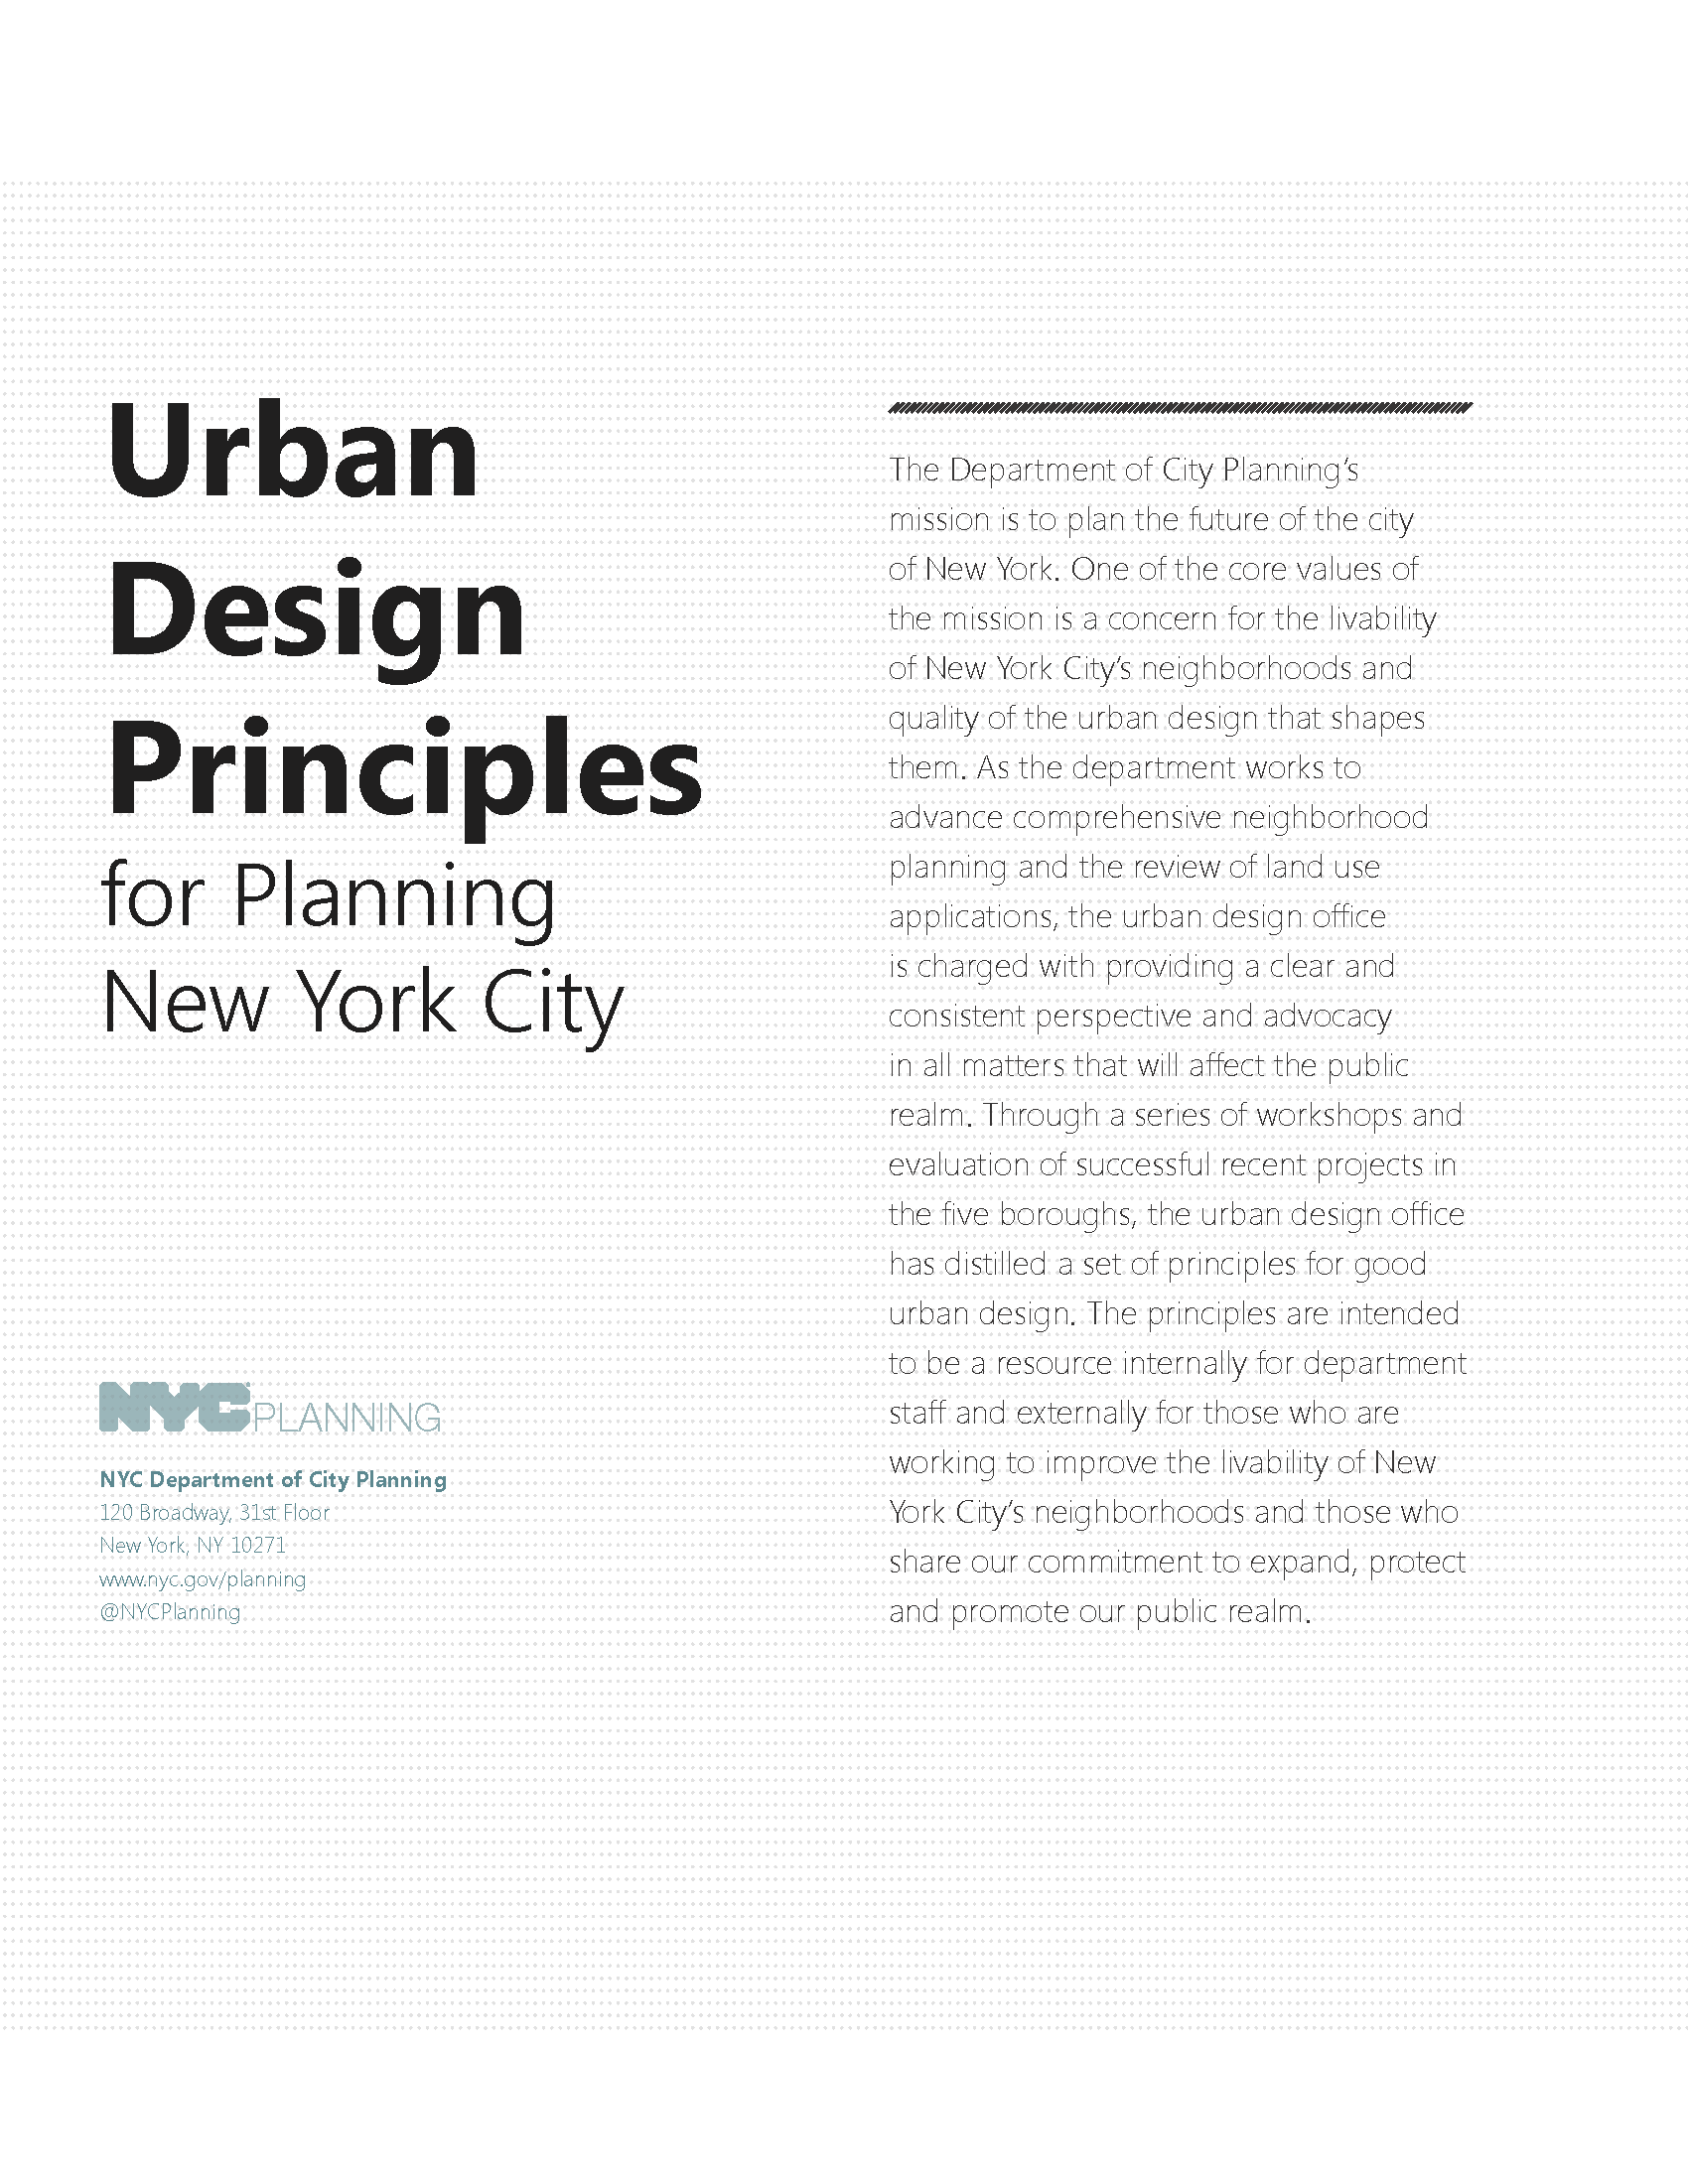 Urban
Design
Principles
for Planning
New York City
NYC PLANNING
NYC Department of City Planning
120 Broadway, 31st Floor
New York, NY 10271
www.nyc.gov/planning
@NYCPlanning
The Department of City Planning’s
mission is to plan the future of the city
of New York. One of the core values of
the mission is a concern for the livability
of New York City’s neighborhoods and
quality of the urban design that shapes
them. As the department works to
advance comprehensive neighborhood
planning and the review of land use
applications, the urban design office
is charged with providing a clear and
consistent perspective and advocacy
in all matters that will affect the public
realm. Through a series of workshops and
evaluation of successful recent projects in
the five boroughs, the urban design office
has distilled a set of principles for good
urban design. The principles are intended
to be a resource internally for department
staff and externally for those who are
working to improve the livability of New
York City’s neighborhoods and those who
share our commitment to expand, protect
and promote our public realm.